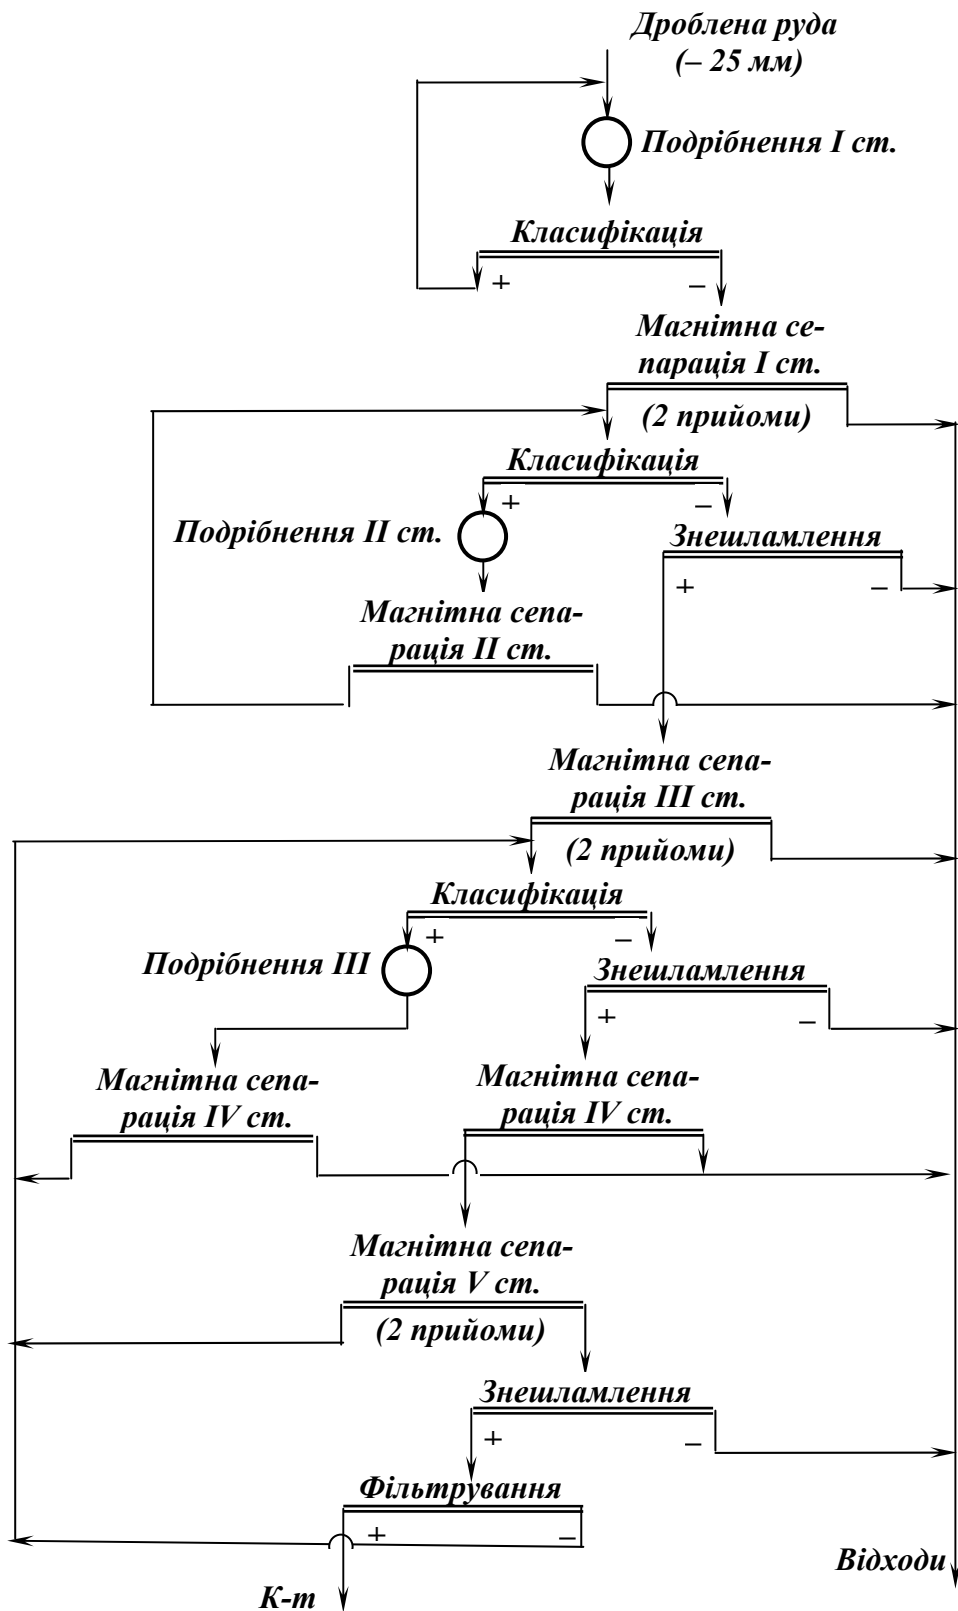 Дроблена руда
(– 25 мм)
Подрібнення I ст.
Класифікація
+ –
Магнітна се-
парація I ст.
(2 прийоми)
Класифікація
+ –
Подрібнення II ст.
Знешламлення
+ –
Магнітна сепа-
рація II ст.
Магнітна сепа-
рація III ст.
(2 прийоми)
Класифікація
+ –
Подрібнення III
Знешламлення
+ –
Магнітна сепа-
рація IV ст.
Магнітна сепа-
рація IV ст.
Магнітна сепа-
рація V ст.
(2 прийоми)
Знешламлення
+ –
Фільтрування
+ –
Відходи
К-т